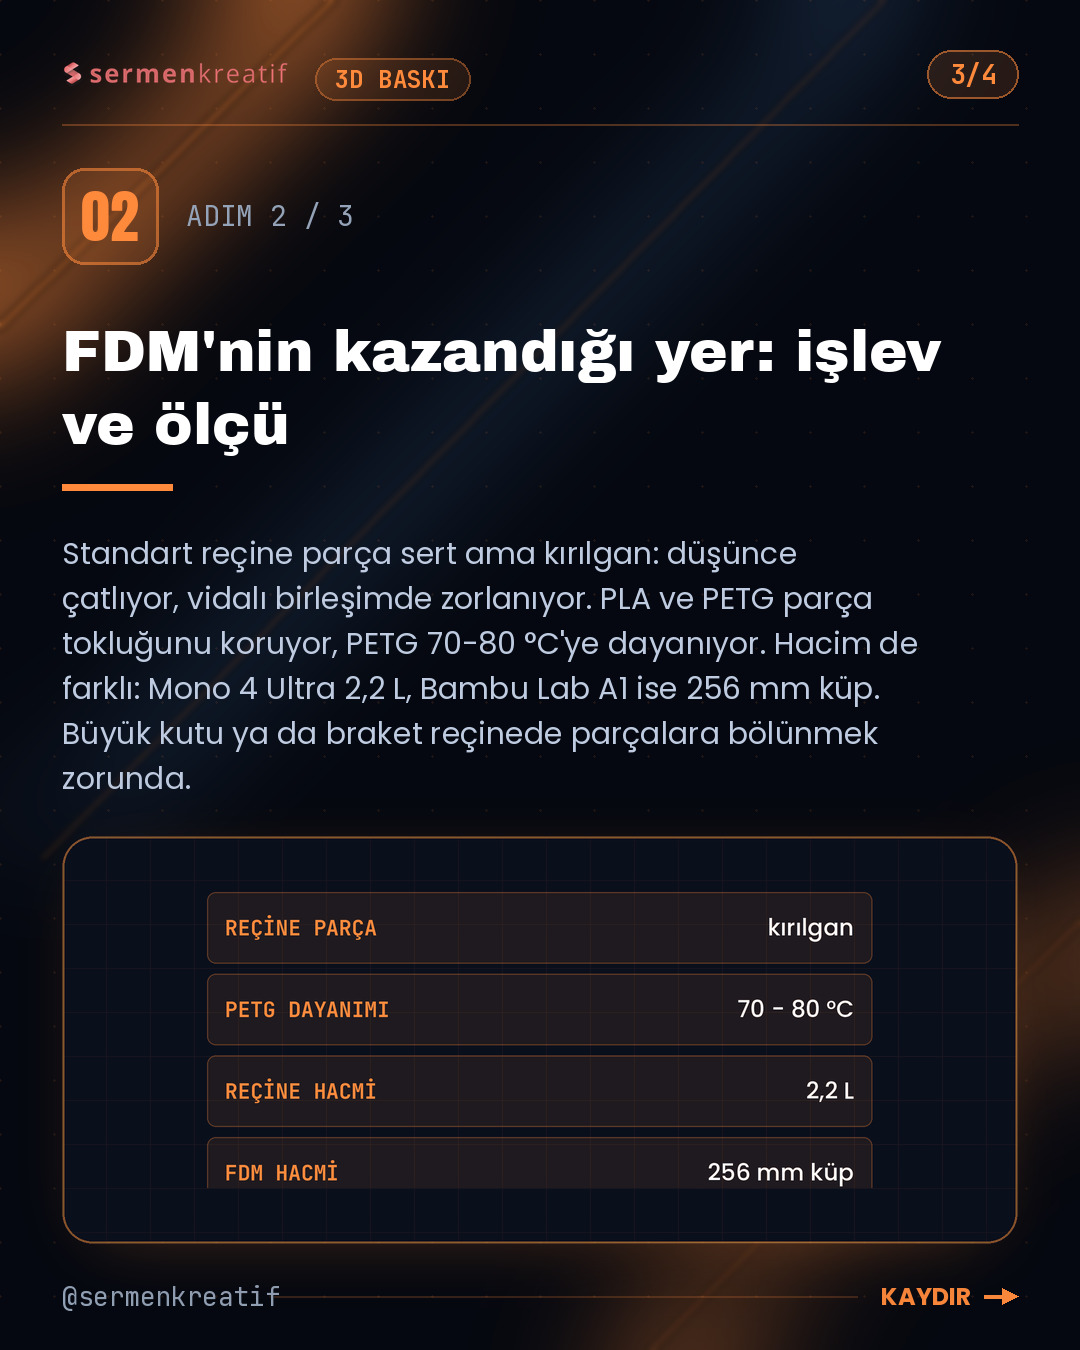 sermenkreatif
3D BASKI
3/4
02
ADIM 2 / 3
FDM'nin kazandığı yer: işlev
ve ölçü
Standart reçine parça sert ama kırılgan: düşünce
çatlıyor, vidalı birleşimde zorlanıyor. PLA ve PETG parça
tokluğunu koruyor, PETG 70-80 °C'ye dayanıyor. Hacim de
farklı: Mono 4 Ultra 2,2 L, Bambu Lab A1 ise 256 mm küp.
Büyük kutu ya da braket reçinede parçalara bölünmek
zorunda.
REÇİNE PARÇA kırılgan
PETG DAYANIMI 70 - 80 °C
REÇİNE HACMİ 2,2 L
FDM HACMİ 256 mm küp
@sermenkreatif
KAYDIR